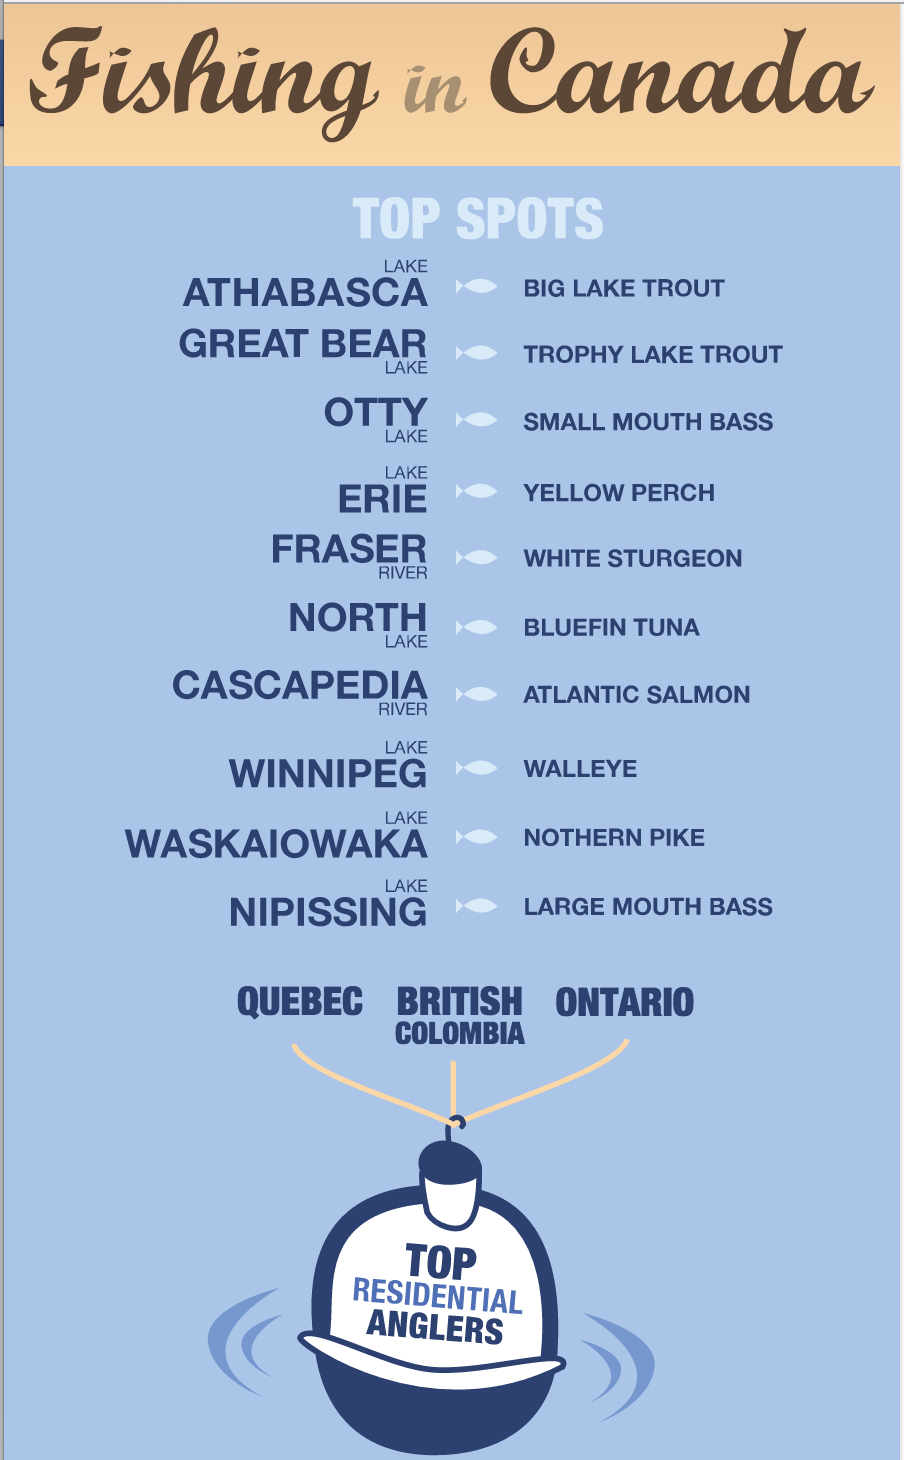 Fishing in Canada
TOP SPOTS
LAKE
ATHABASCA
BIG LAKE TROUT
GREAT BEAR
LAKE
TROPHY LAKE TROUT
OTTY
LAKE
SMALL MOUTH BASS
LAKE
ERIE
YELLOW PERCH
FRASER
RIVER
WHITE STURGEON
NORTH
LAKE
BLUEFIN TUNA
CASCAPEDIA
RIVER
ATLANTIC SALMON
LAKE
WINNIPEG
WALLEYE
LAKE
WASKAIOWAKA
NOTHERN PIKE
LAKE
NIPISSING
LARGE MOUTH BASS
QUEBEC
BRITISH
COLOMBIA
ONTARIO
TOP
RESIDENTIAL
ANGLERS